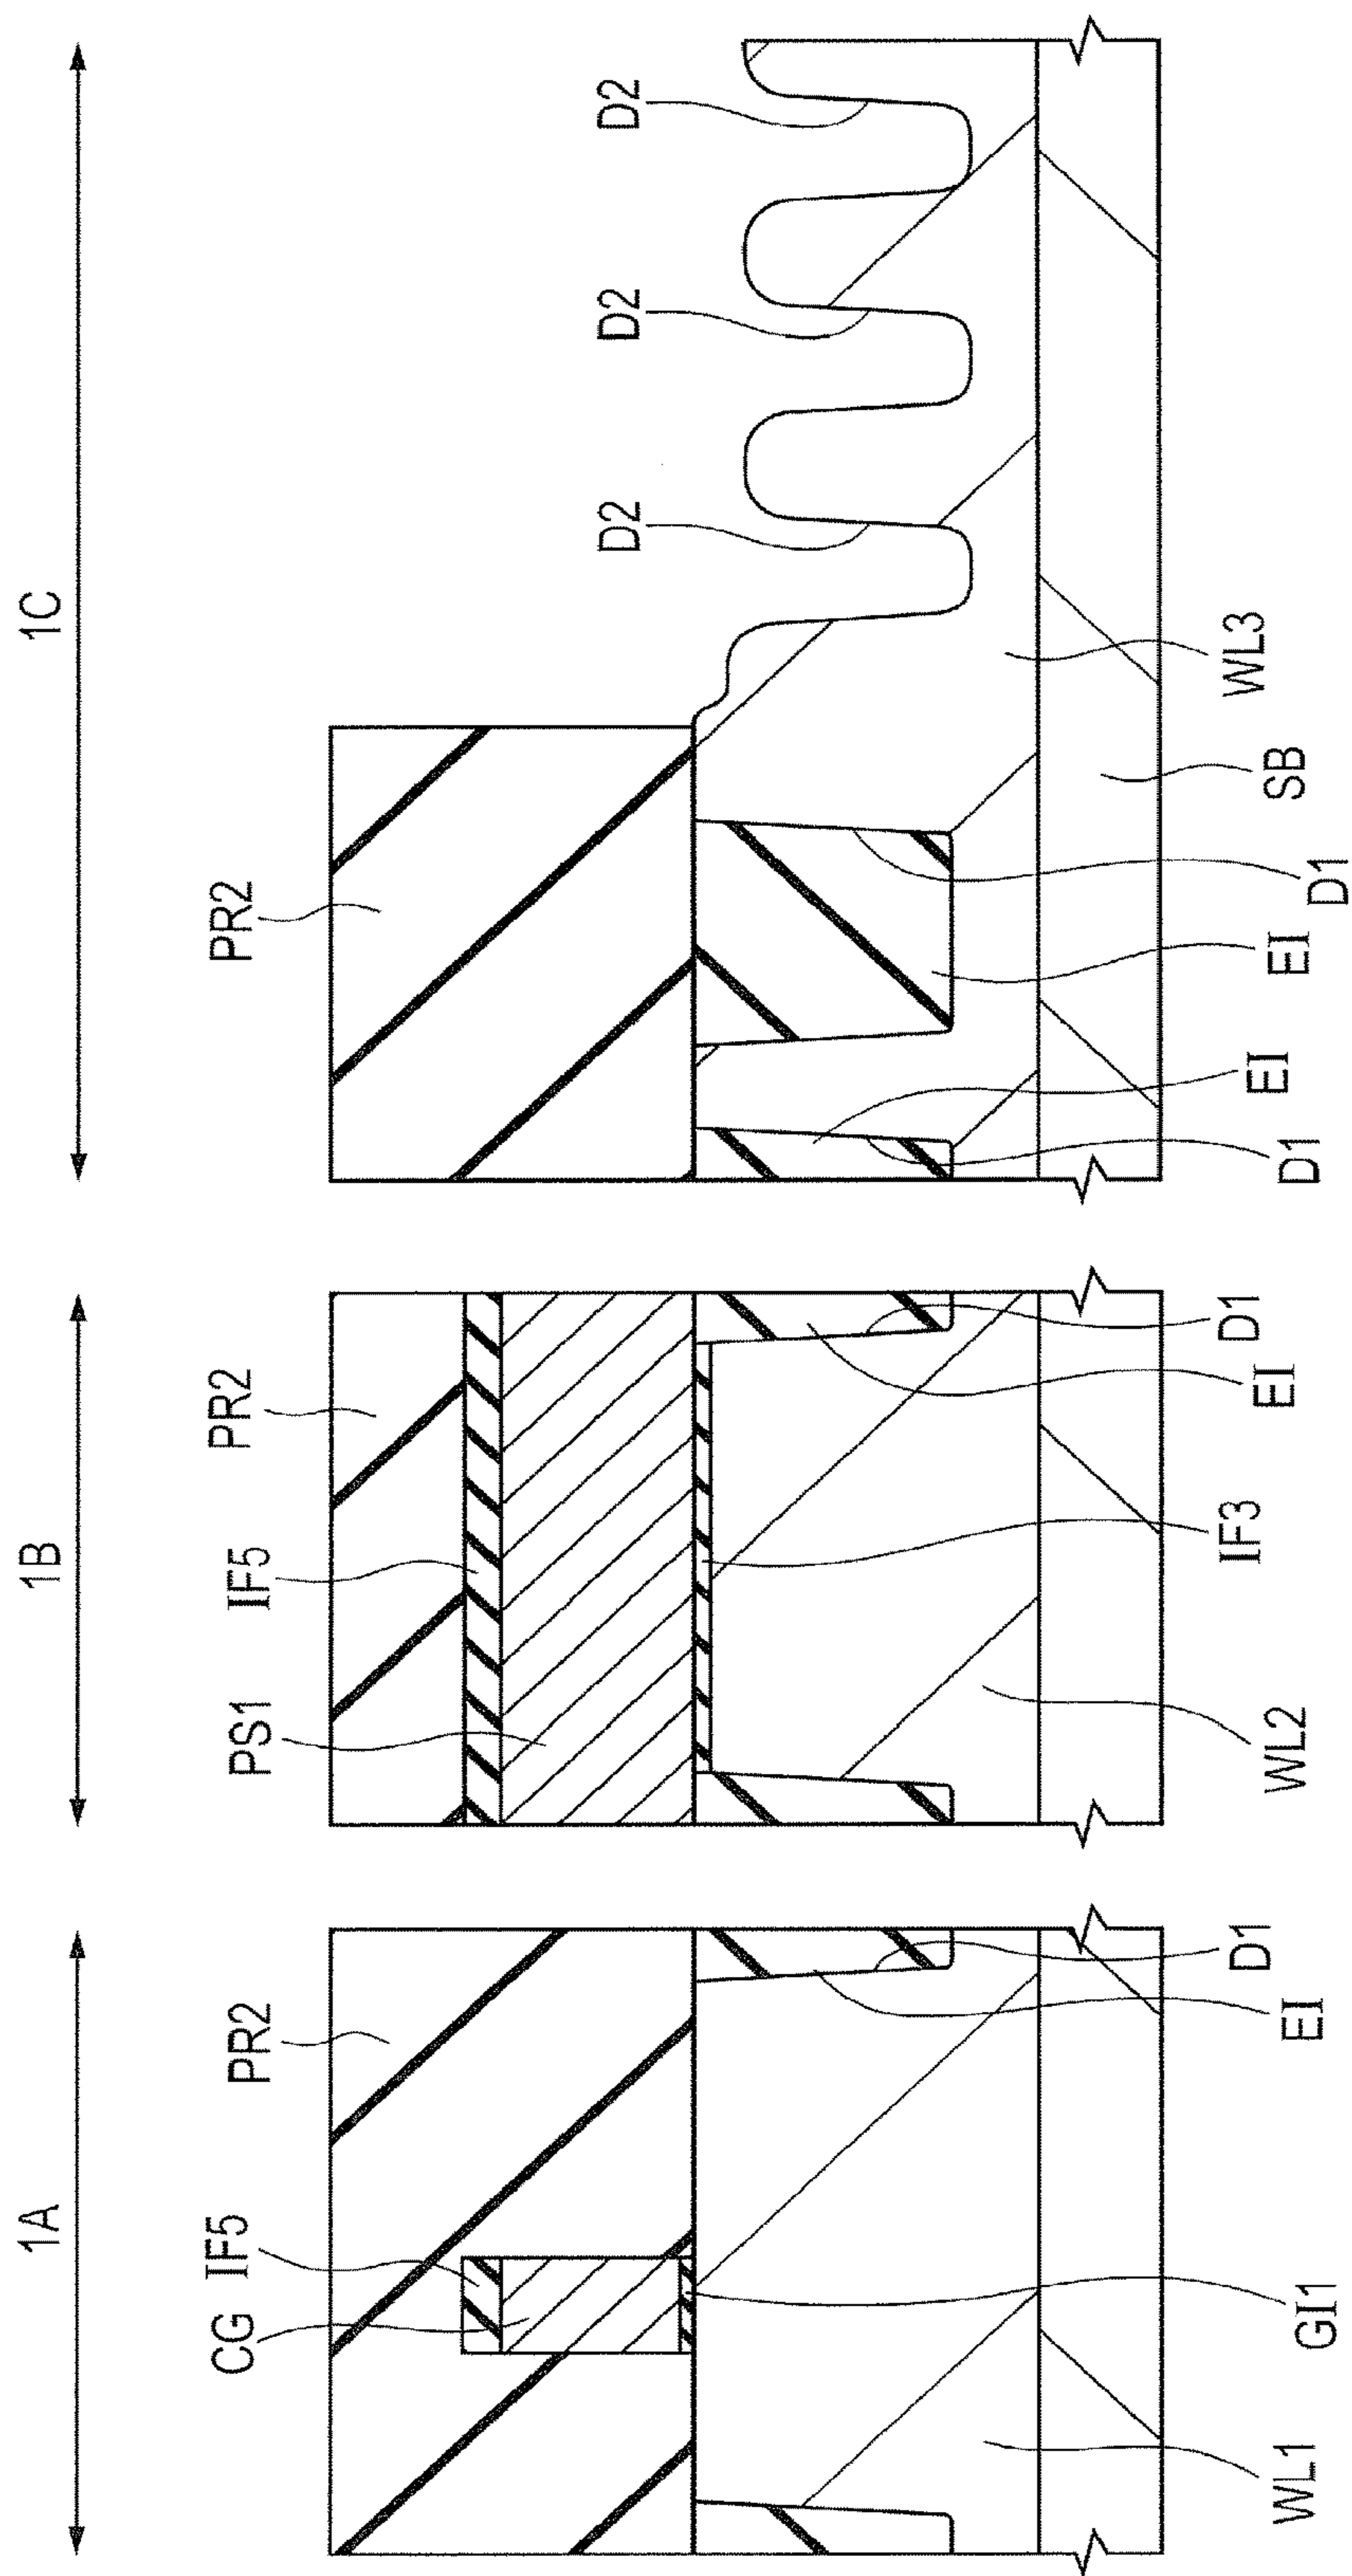 1A
1B
1C
CG
IF5
PR2
PS1
IF5
PR2
PR2
D2
D2
D2
WL1
GI1
EI
D1
WL2
IF3
EI
D1
D1
EI
EI
D1
SB
WL3